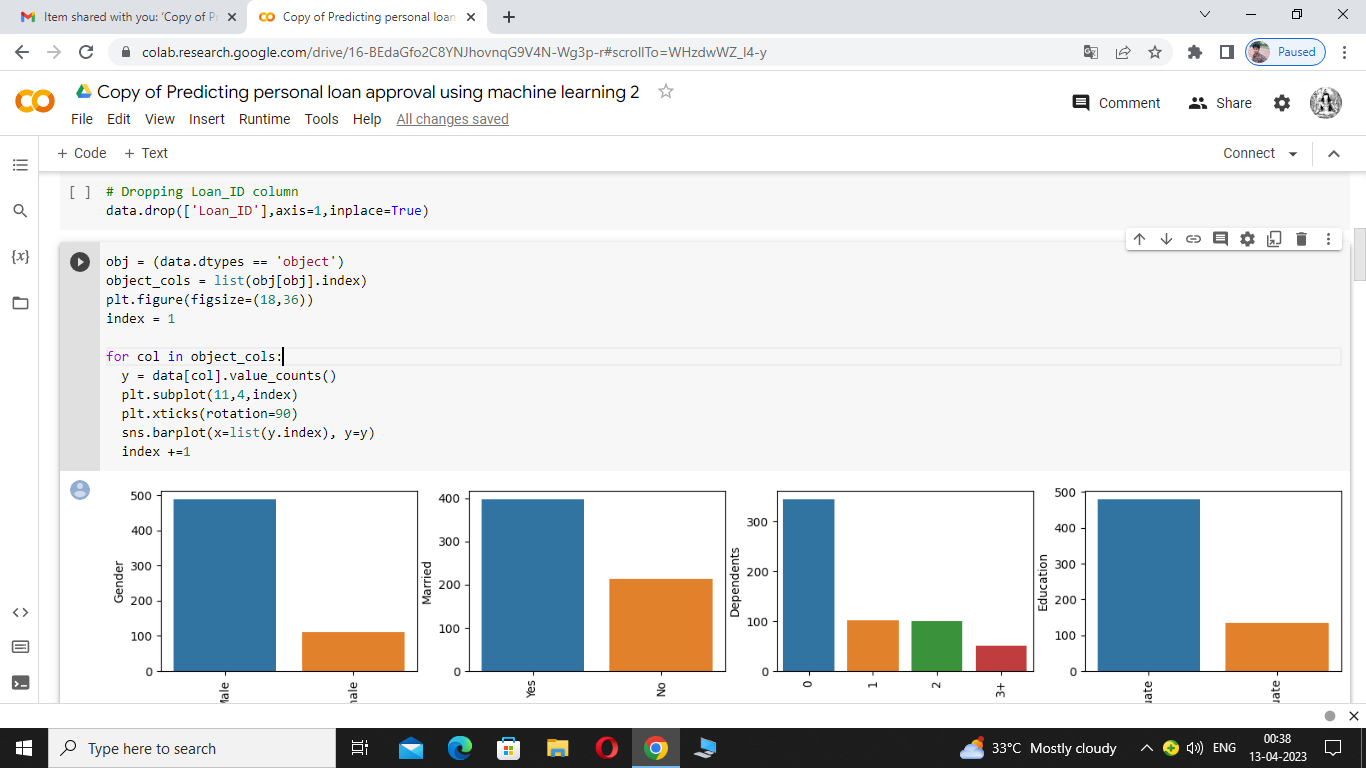 Item shared with you: 'Copy of Pr
Copy of Predicting personal loan
colab.research.google.com/drive/16-BEdaGfo2C8YNJhovnqG9V4N-Wg3p-r#scrollTo=WHzdwWZ_l4-y
Paused
Copy of Predicting personal loan approval using machine learning 2
Comment
Share
File Edit View Insert Runtime Tools Help All changes saved
+ Code + Text
Connect
[ ] # Dropping Loan_ID column
data.drop(['Loan_ID'],axis=1,inplace=True)
{x}
obj = (data.dtypes == 'object')
object_cols = list(obj[obj].index)
plt.figure(figsize=(18,36))
index = 1
for col in object_cols:
y = data[col].value_counts()
plt.subplot(11,4,index)
plt.xticks(rotation=90)
sns.barplot(x=list(y.index), y=y)
index +=1
Gender
500
400
300
200
100
0
Male
nale
Married
400
300
200
100
0
Yes
No
Dependents
300
200
100
0
0
1
2
3+
Education
500
400
300
200
100
0
uate
uate
Type here to search
33°C Mostly cloudy
ENG
00:38
13-04-2023